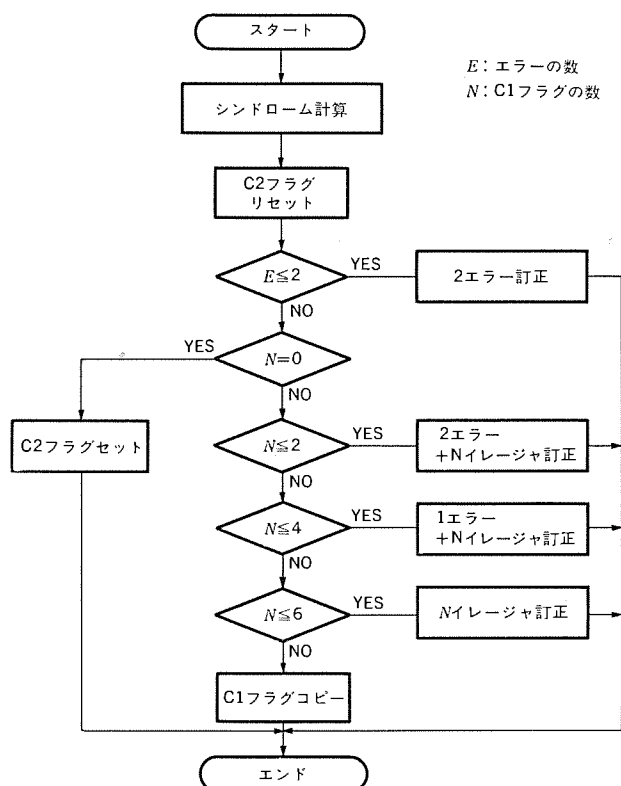 スタート
E：エラーの数
N：C1フラグの数
シンドローム計算
C2フラグ
リセット
E≦2
YES
2エラー訂正
NO
N=0
YES
NO
C2フラグセット
N≦2
YES
2エラー
+Nイレージャ訂正
NO
N≦4
YES
1エラー
+Nイレージャ訂正
NO
N≦6
YES
Nイレージャ訂正
NO
C1フラグコピー
エンド